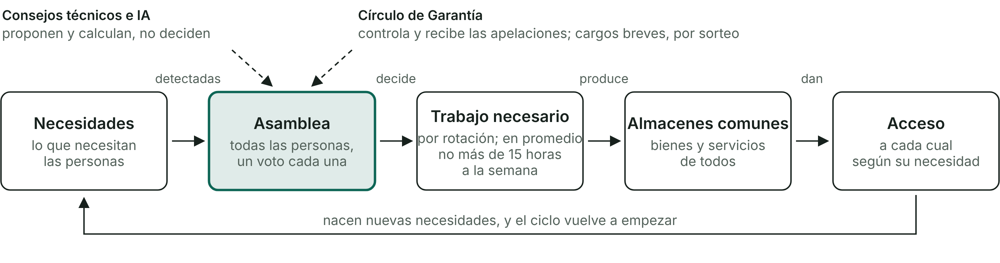 Consejos técnicos e IA
proponen y calculan, no deciden
Círculo de Garantía
controla y recibe las apelaciones; cargos breves, por sorteo
detectadas
decide
produce
dan
Necesidades
lo que necesitan
las personas
Asamblea
todas las personas,
un voto cada una
Trabajo necesario
por rotación; en promedio
no más de 15 horas
a la semana
Almacenes comunes
bienes y servicios
de todos
Acceso
a cada cual
según su necesidad
nacen nuevas necesidades, y el ciclo vuelve a empezar